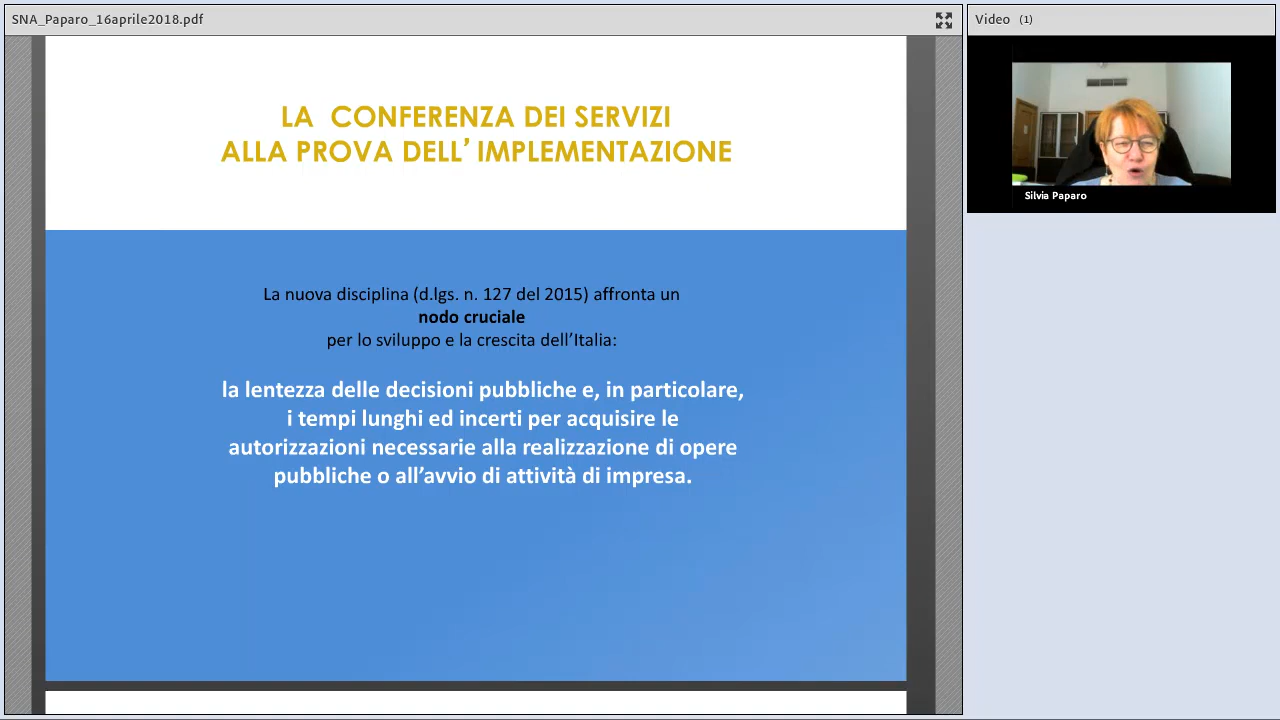 SNA_Paparo_16aprile2018.pdf
Video (1)
LA CONFERENZA DEI SERVIZI
ALLA PROVA DELL’ IMPLEMENTAZIONE
La nuova disciplina (d.lgs. n. 127 del 2015) affronta un
nodo cruciale
per lo sviluppo e la crescita dell’Italia:
la lentezza delle decisioni pubbliche e, in particolare,
i tempi lunghi ed incerti per acquisire le
autorizzazioni necessarie alla realizzazione di opere
pubbliche o all’avvio di attività di impresa.
Silvia Paparo